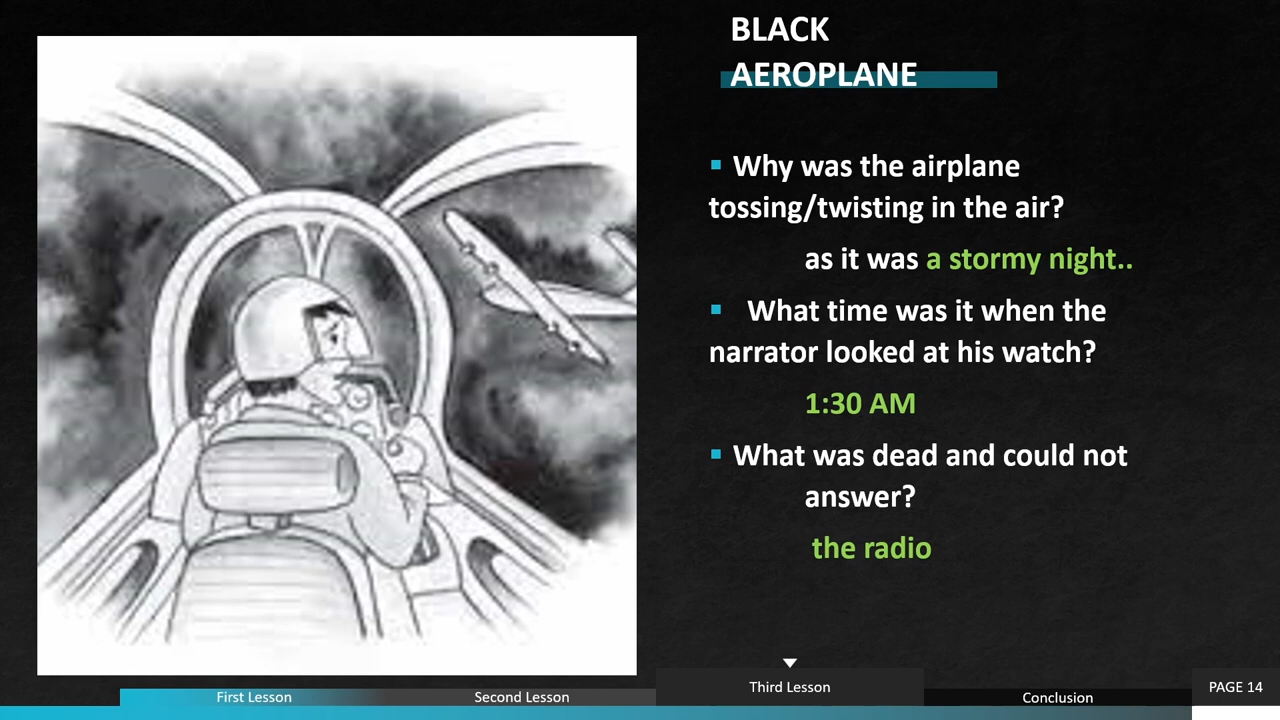 BLACK
AEROPLANE
▪ Why was the airplane
tossing/twisting in the air?
as it was a stormy night..
▪ What time was it when the
narrator looked at his watch?
1:30 AM
▪ What was dead and could not
answer?
the radio
First Lesson
Second Lesson
Third Lesson
Conclusion
PAGE 14